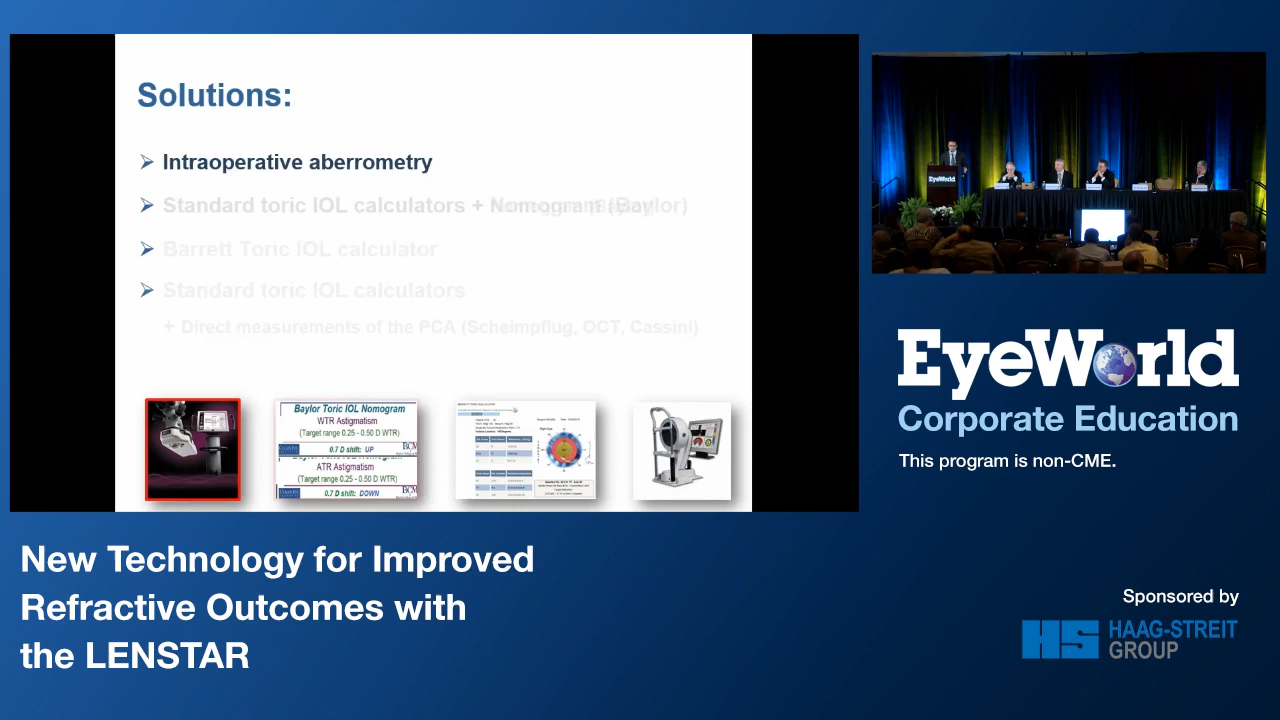 Solutions:
Intraoperative aberrometry
Standard toric IOL calculators + Nomogram (Baylor)
Barrett Toric IOL calculator
Standard toric IOL calculators
+ Direct measurements of the PCA (Scheimpflug, OCT, Cassini)
Baylor Toric IOL Nomogram
WTR Astigmatism
(Target range 0.25 - 0.50 D WTR)
0.7 D shift: UP
BCM
ATR Astigmatism
(Target range 0.25 - 0.50 D WTR)
0.7 D shift: DOWN
BCM
EyeWorld
EyeWorld
Corporate Education
This program is non-CME.
New Technology for Improved
Refractive Outcomes with
the LENSTAR
Sponsored by
HS HAAG-STREIT
GROUP